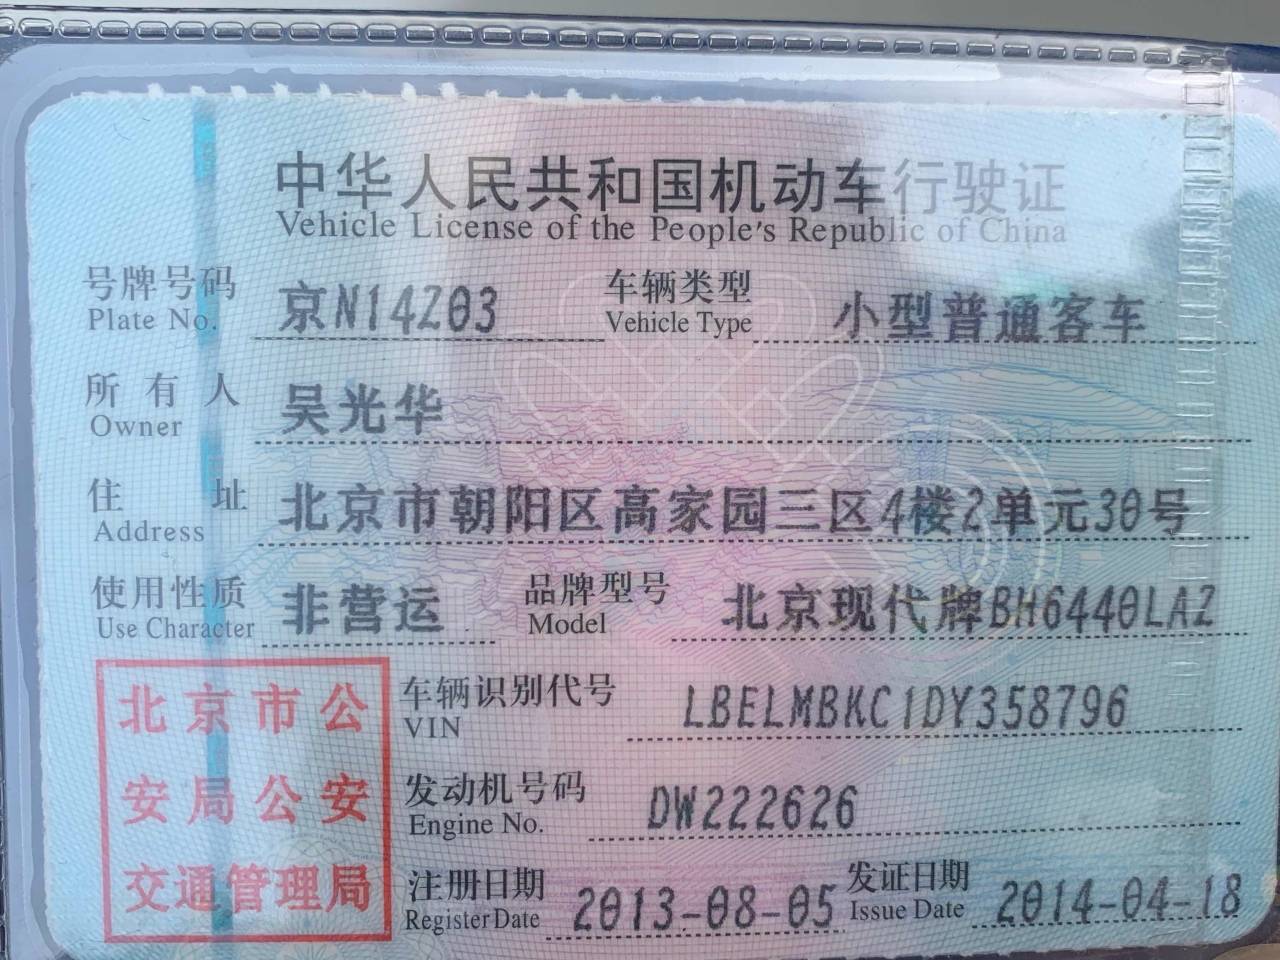 中华人民共和国机动车行驶证
Vehicle License of the People's Republic of China
号牌号码 京N14Z03 车辆类型 小型普通客车
Plate No. Vehicle Type
所有人 吴光华
Owner
住址 北京市朝阳区高家园三区4楼2单元30号
Address
使用性质 非营运 品牌型号 北京现代牌BH6440LAZ
Use Character Model
北京市公
安局公安
交通管理局
车辆识别代号 LBELMBKC1DY358796
VIN
发动机号码 DW222626
Engine No.
注册日期 2013-08-05 发证日期 2014-04-18
Register Date Issue Date